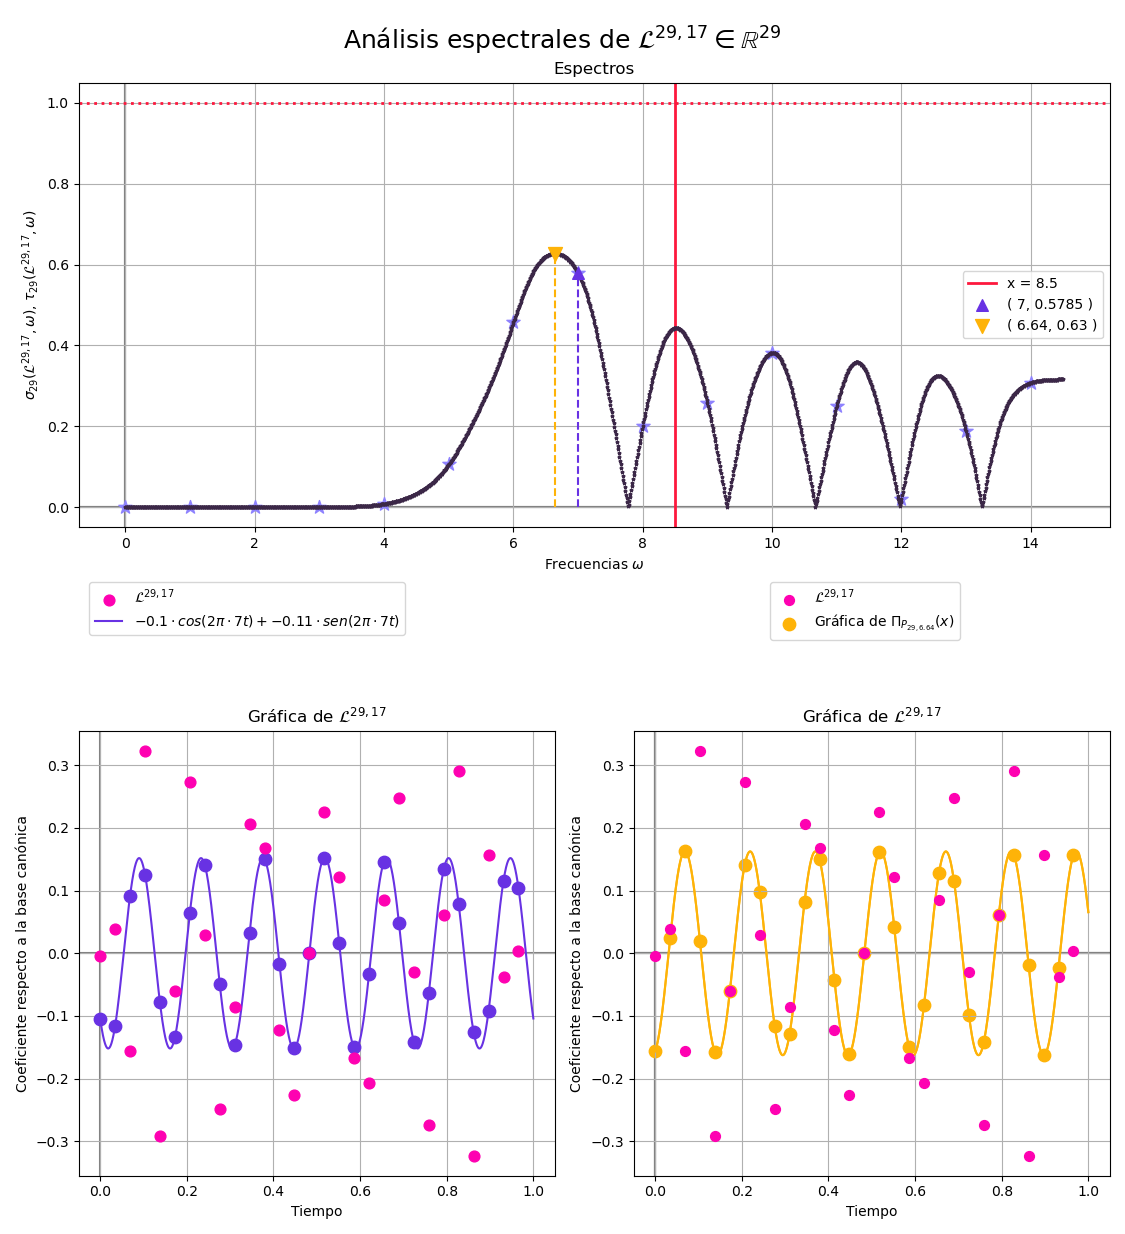 Análisis espectrales de ℒ^{29,17} ∈ ℝ^{29}
Espectros
σ_{29}(ℒ^{29,17}, ω), τ_{29}(ℒ^{29,17}, ω)
1.0
0.8
0.6
0.4
0.2
0.0
x = 8.5
( 7, 0.5785 )
( 6.64, 0.63 )
0 2 4 6 8 10 12 14
Frecuencias ω
ℒ^{29,17}
−0.1 · cos(2π · 7t) + −0.11 · sen(2π · 7t)
ℒ^{29,17}
Gráfica de Π_{P_{29,6.64}}(x)
Gráfica de ℒ^{29,17}
Coeficiente respecto a la base canónica
0.3
0.2
0.1
0.0
−0.1
−0.2
−0.3
0.0 0.2 0.4 0.6 0.8 1.0
Tiempo
Gráfica de ℒ^{29,17}
Coeficiente respecto a la base canónica
0.3
0.2
0.1
0.0
−0.1
−0.2
−0.3
0.0 0.2 0.4 0.6 0.8 1.0
Tiempo